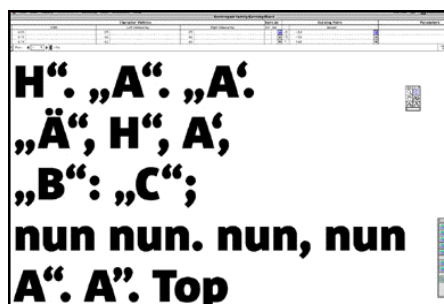 H“. „A“. „A‘.
„Ä“, H“, A‘,
„B“: „C“;
nun nun. nun, nun
A“. A”. Top